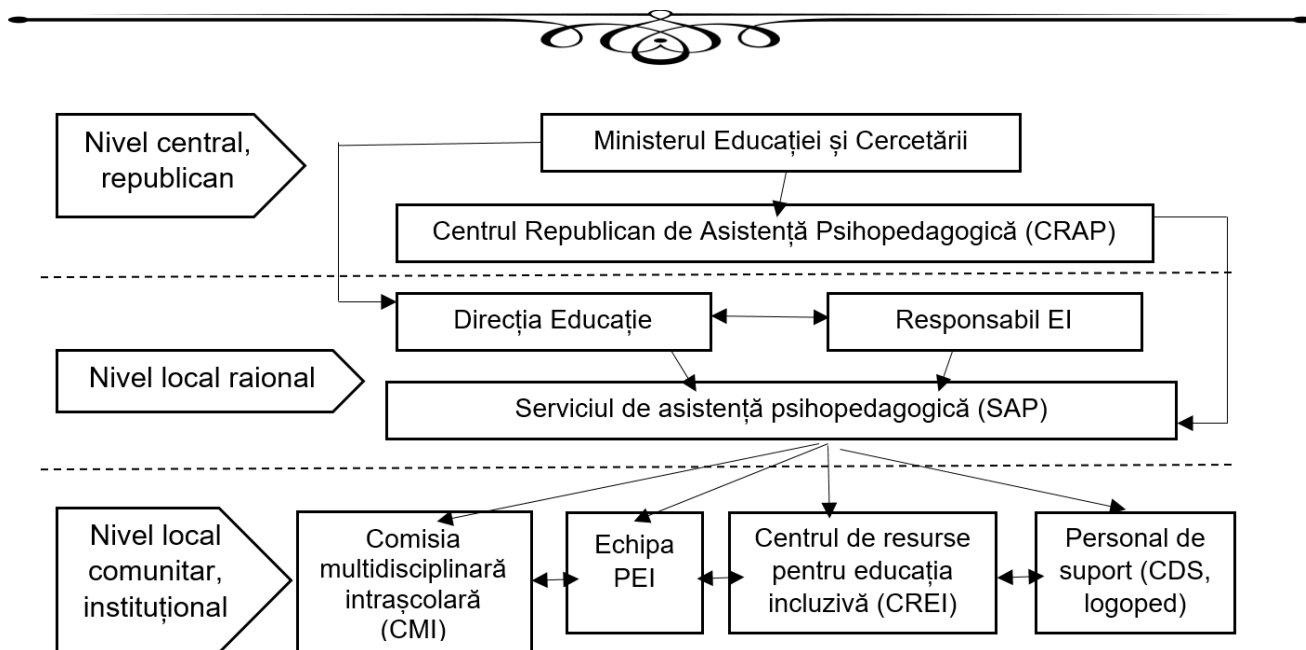 Nivel central,
republican
Ministerul Educației și Cercetării
Centrul Republican de Asistență Psihopedagogică (CRAP)
Nivel local raional
Direcția Educație
Responsabil EI
Serviciul de asistență psihopedagogică (SAP)
Nivel local
comunitar,
instituțional
Comisia
multidisciplinară
intrașcolară
(CMI)
Echipa
PEI
Centrul de resurse
pentru educația
incluzivă (CREI)
Personal de
suport (CDS,
logoped)